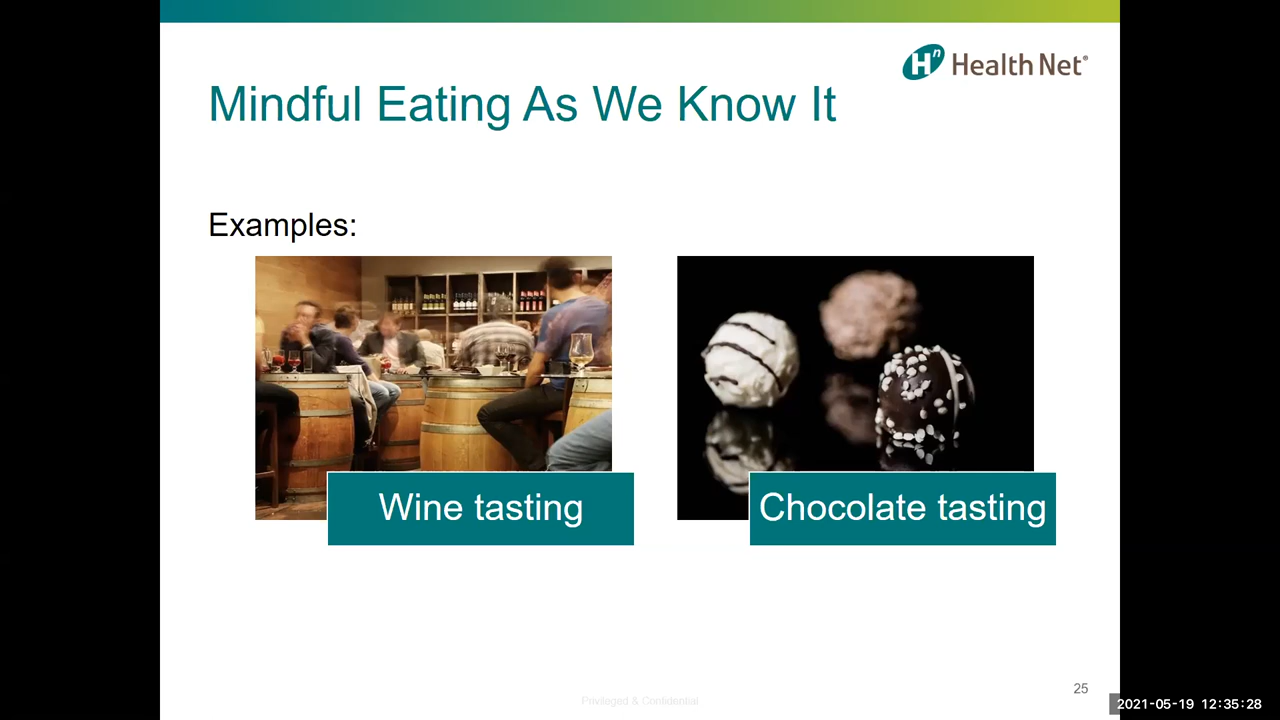 Hn Health Net®
Mindful Eating As We Know It
Examples:
Wine tasting
Chocolate tasting
25
Privileged & Confidential
2021-05-19 12:35:28